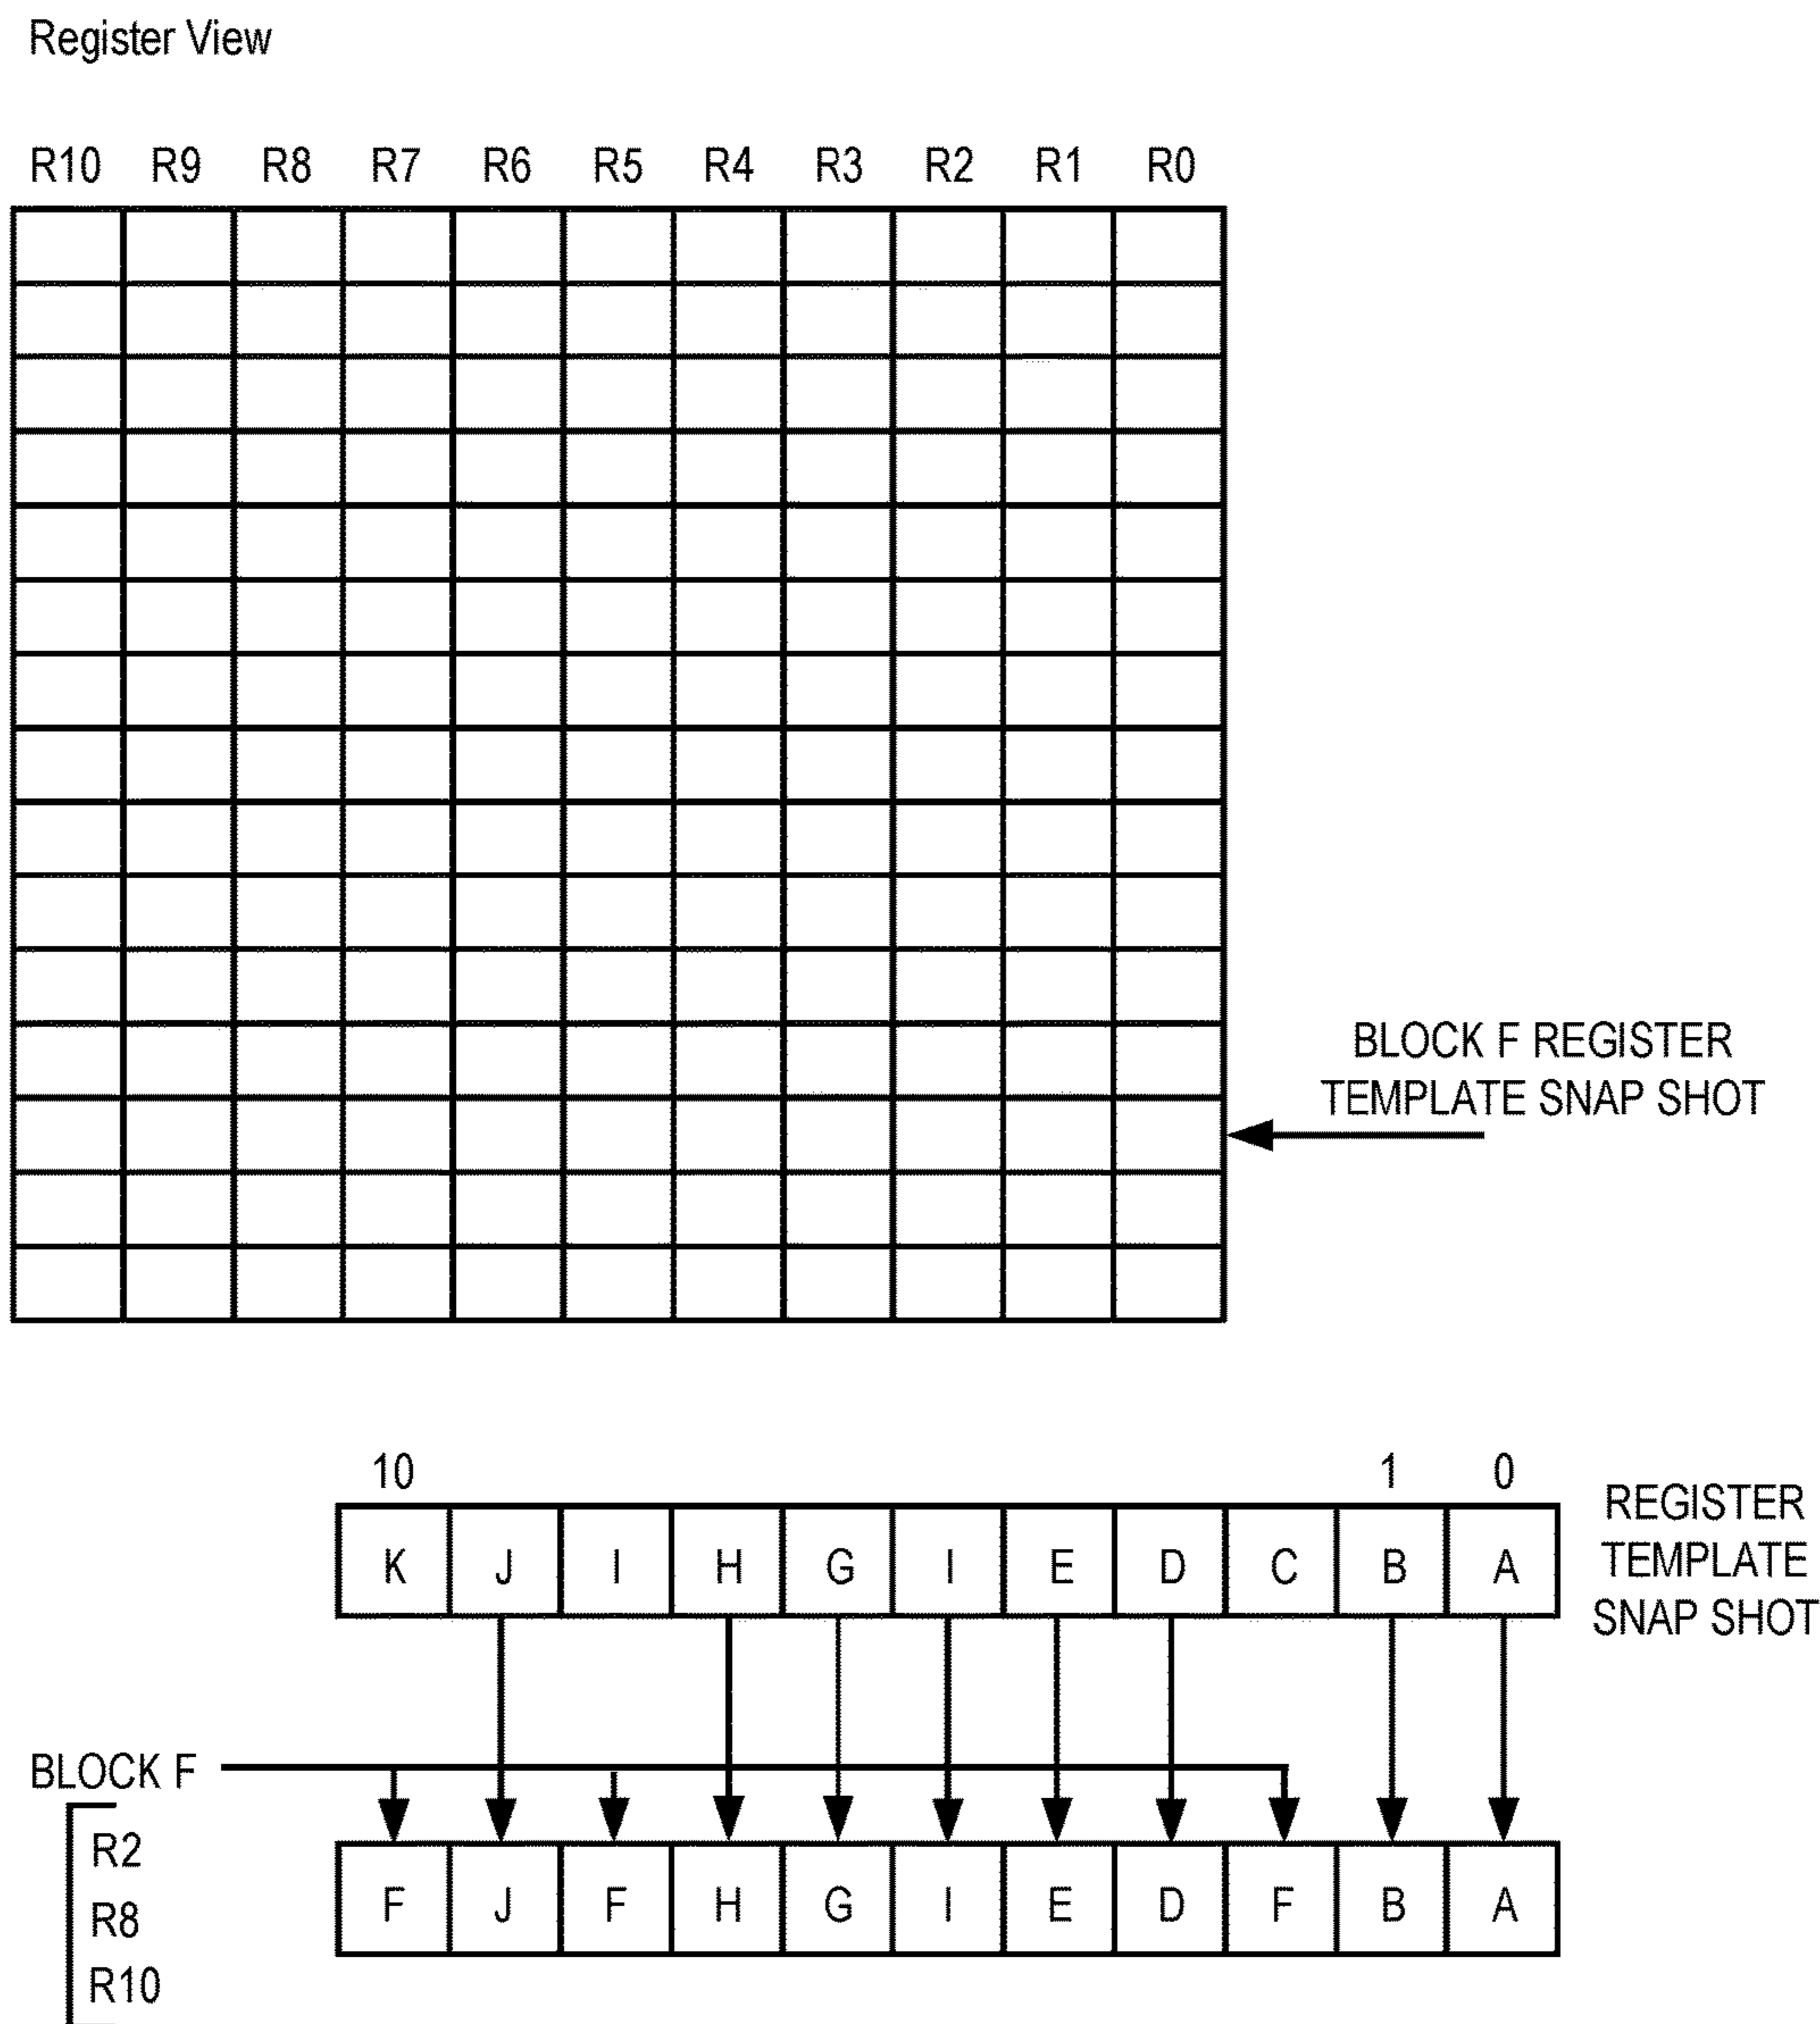 Register View
R10 R9 R8 R7 R6 R5 R4 R3 R2 R1 R0
BLOCK F REGISTER
TEMPLATE SNAP SHOT
10 1 0
K J I H G I E D C B A
REGISTER
TEMPLATE
SNAP SHOT
BLOCK F
R2
R8
R10
F J F H G I E D F B A